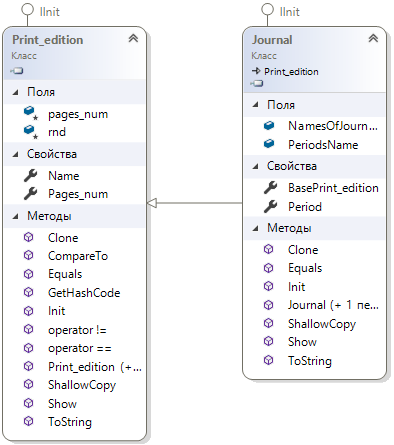 IInit
Print_edition
Класс
Поля
pages_num
rnd
Свойства
Name
Pages_num
Методы
Clone
CompareTo
Equals
GetHashCode
Init
operator !=
operator ==
Print_edition (+...
ShallowCopy
Show
ToString
IInit
Journal
Класс
Print_edition
Поля
NamesOfJourn...
PeriodsName
Свойства
BasePrint_edition
Period
Методы
Clone
Equals
Init
Journal (+ 1 пе...
ShallowCopy
Show
ToString